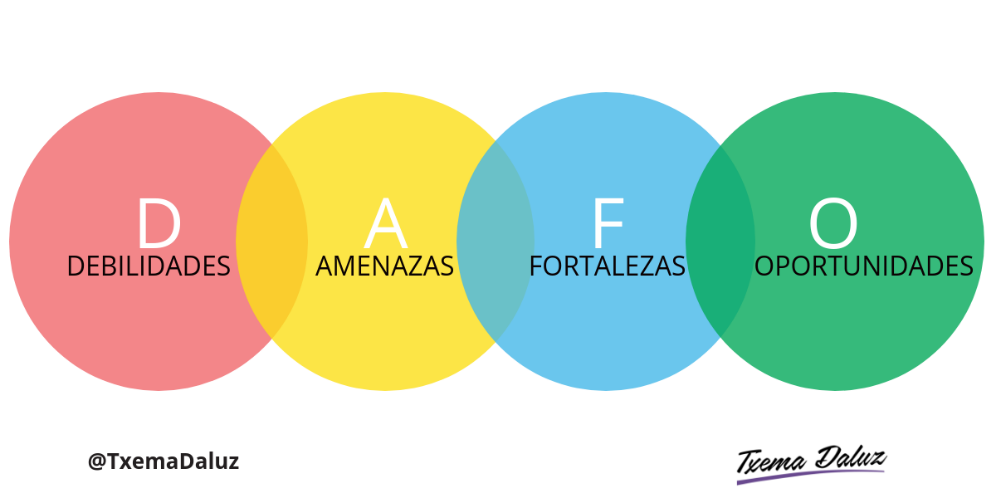 D
DEBILIDADES
A
AMENAZAS
F
FORTALEZAS
O
OPORTUNIDADES
@TxemaDaluz
Txema Daluz